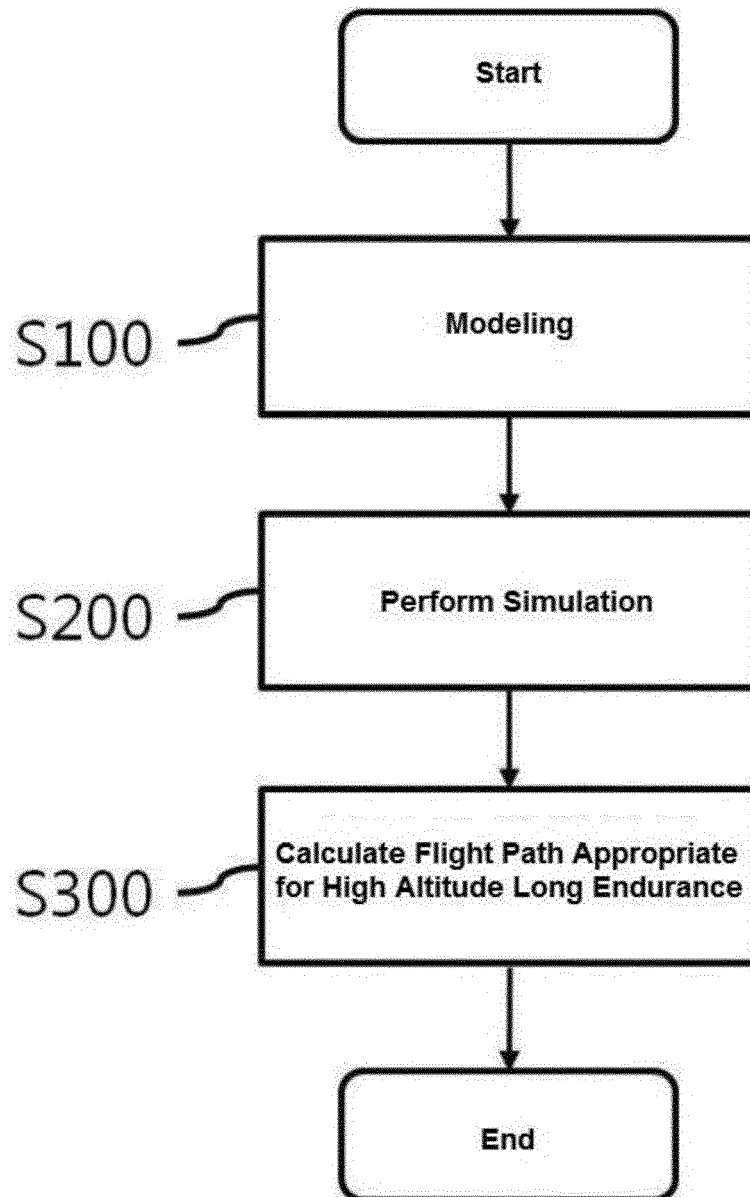 Start
S100
Modeling
S200
Perform Simulation
S300
Calculate Flight Path Appropriate
for High Altitude Long Endurance
End